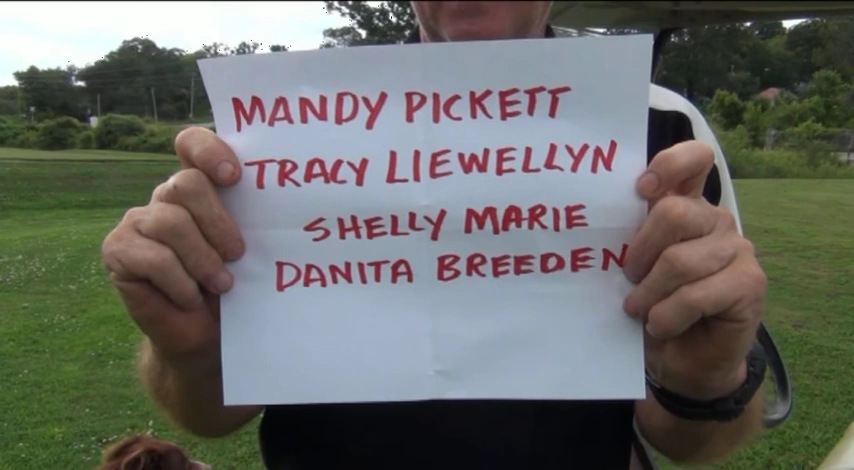 MANDY PICKETT
TRACY LIEWELLYN
SHELLY MARIE
DANITA BREEDEN